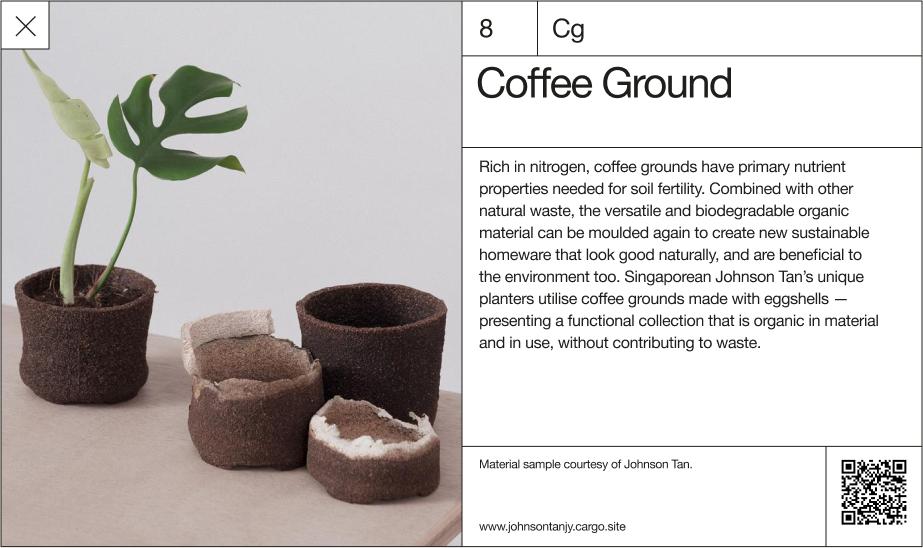 8
Cg
Coffee Ground
Rich in nitrogen, coffee grounds have primary nutrient
properties needed for soil fertility. Combined with other
natural waste, the versatile and biodegradable organic
material can be moulded again to create new sustainable
homeware that look good naturally, and are beneficial to
the environment too. Singaporean Johnson Tan’s unique
planters utilise coffee grounds made with eggshells —
presenting a functional collection that is organic in material
and in use, without contributing to waste.
Material sample courtesy of Johnson Tan.
www.johnsontanjy.cargo.site